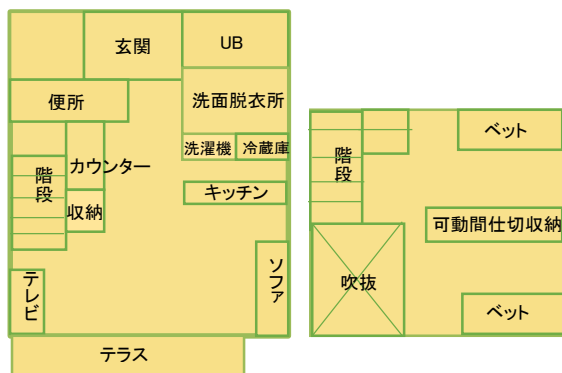 玄関
UB
便所
洗面脱衣所
洗濯機
冷蔵庫
カウンター
階段
キッチン
収納
テレビ
ソファ
テラス
階段
ベット
可動間仕切収納
吹抜
ベット